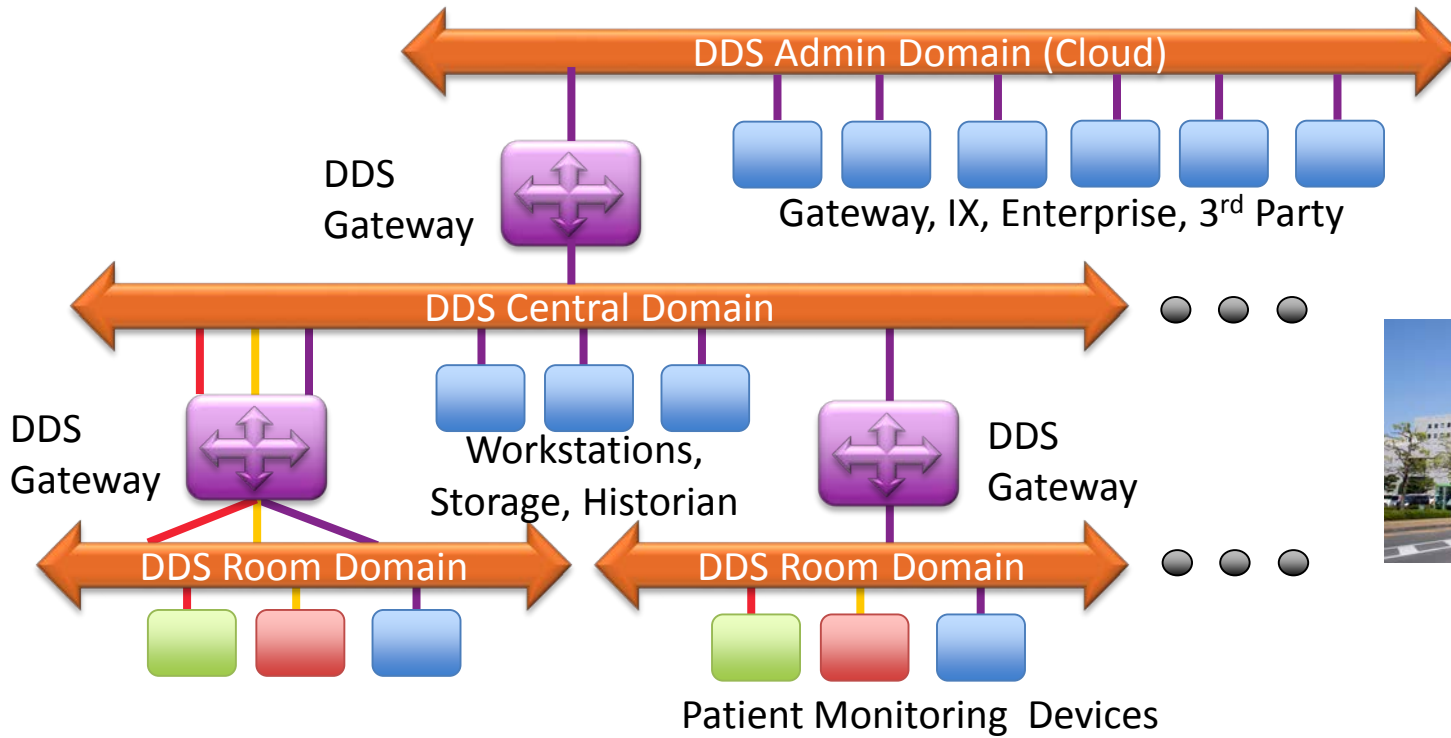 DDS Admin Domain (Cloud)
DDS
Gateway
Gateway, IX, Enterprise, 3rd Party
DDS Central Domain
DDS
Gateway
Workstations,
Storage, Historian
DDS
Gateway
DDS Room Domain
DDS Room Domain
Patient Monitoring Devices